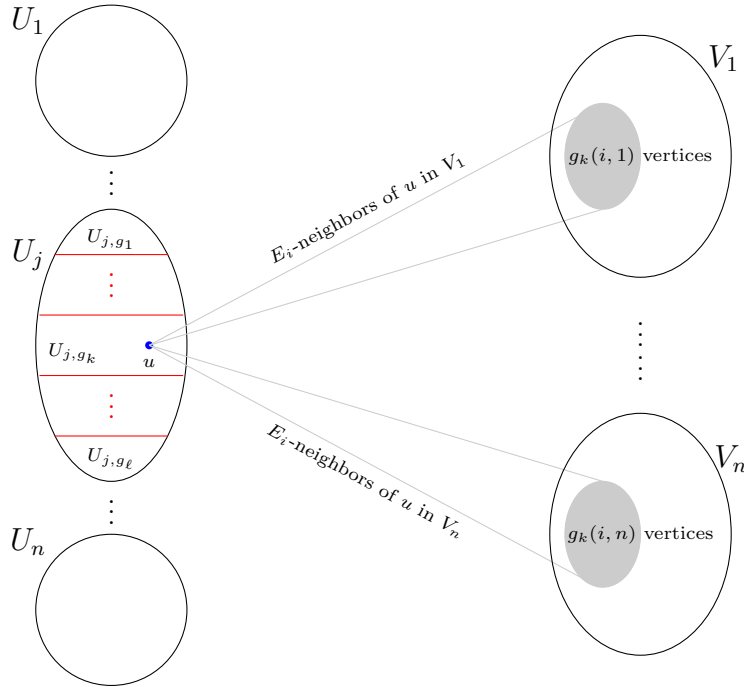 U_1
V_1
g_k(i, 1) vertices
E_i-neighbors of u in V_1
U_j
U_{j,g_1}
U_{j,g_k}
u
U_{j,g_ℓ}
E_i-neighbors of u in V_n
V_n
g_k(i, n) vertices
U_n